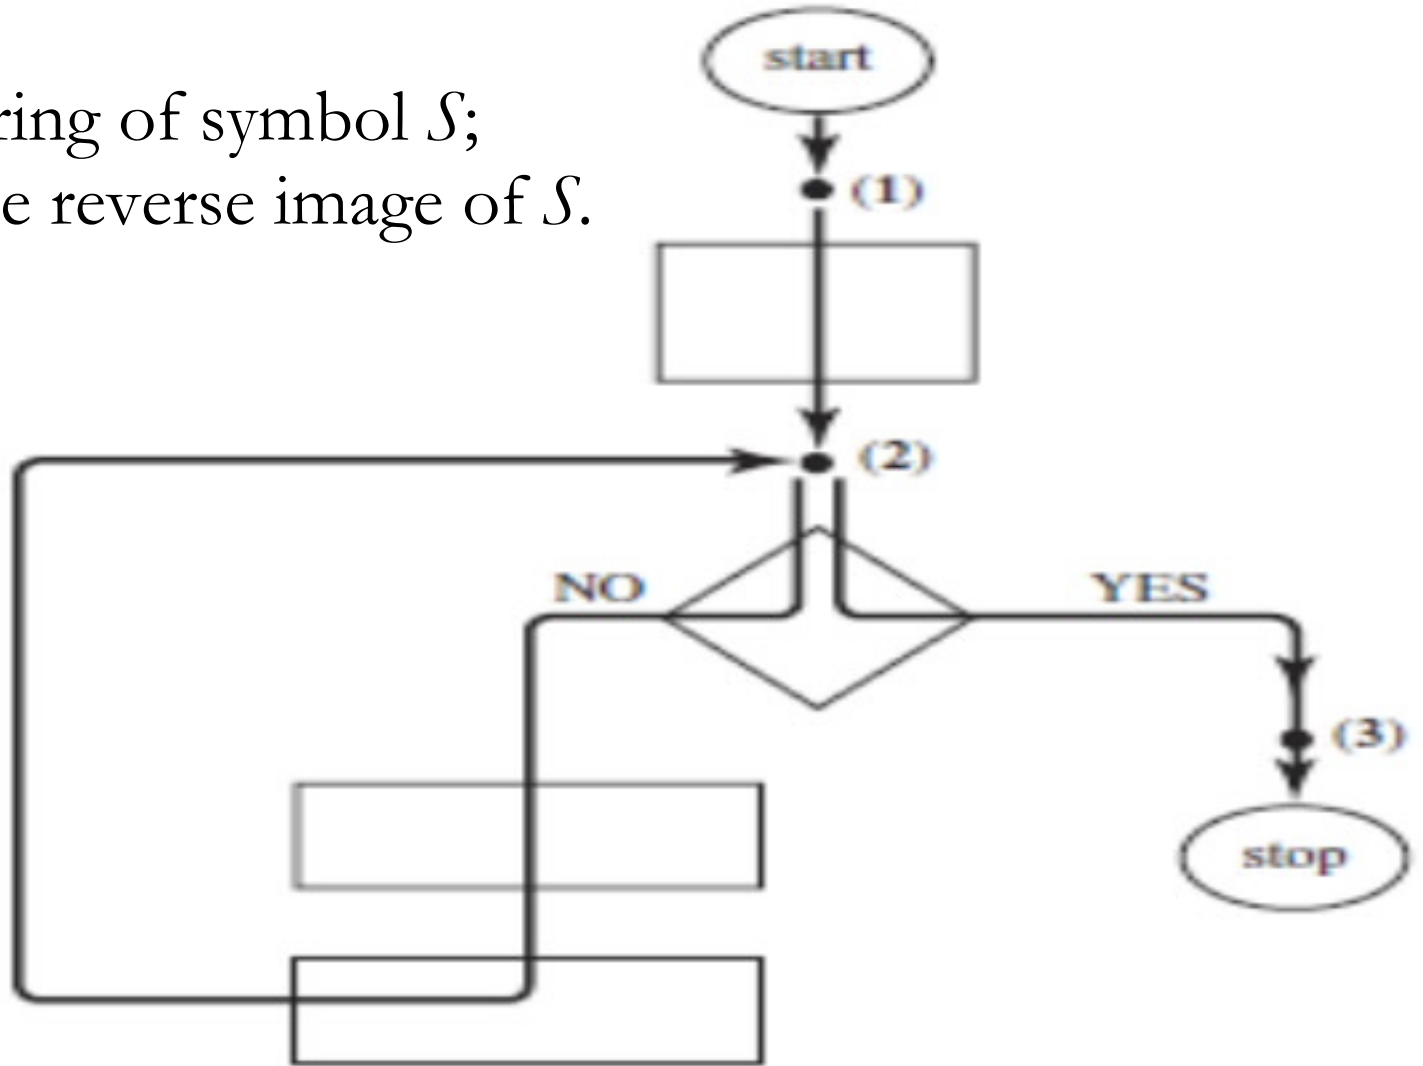 start
ring of symbol S;
(1)
e reverse image of S.
(2)
NO
YES
(3)
stop